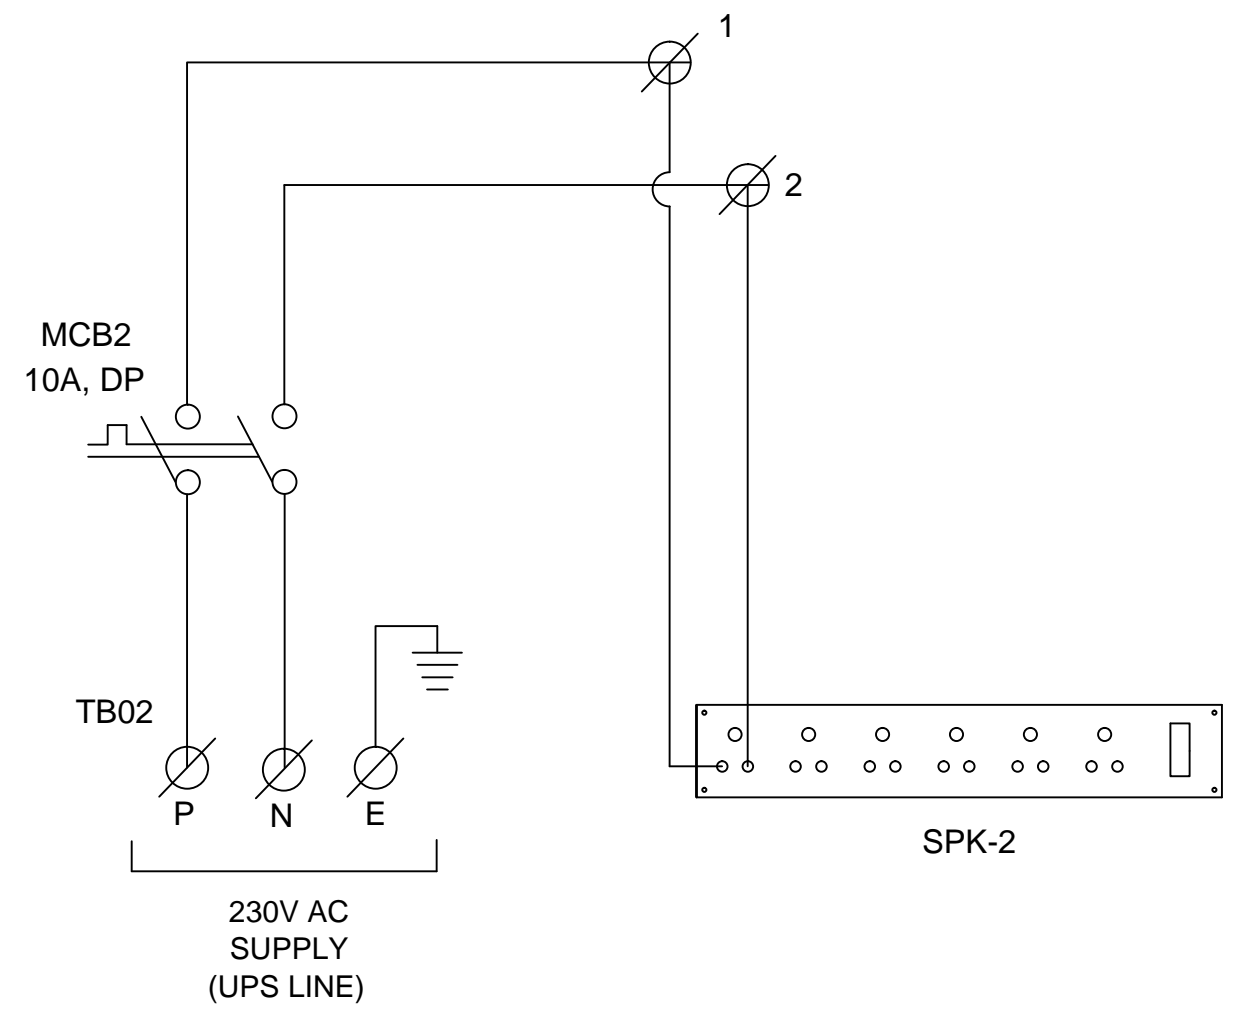 1
2
MCB2
10A, DP
TB02
P
N
E
SPK-2
230V AC
SUPPLY
(UPS LINE)